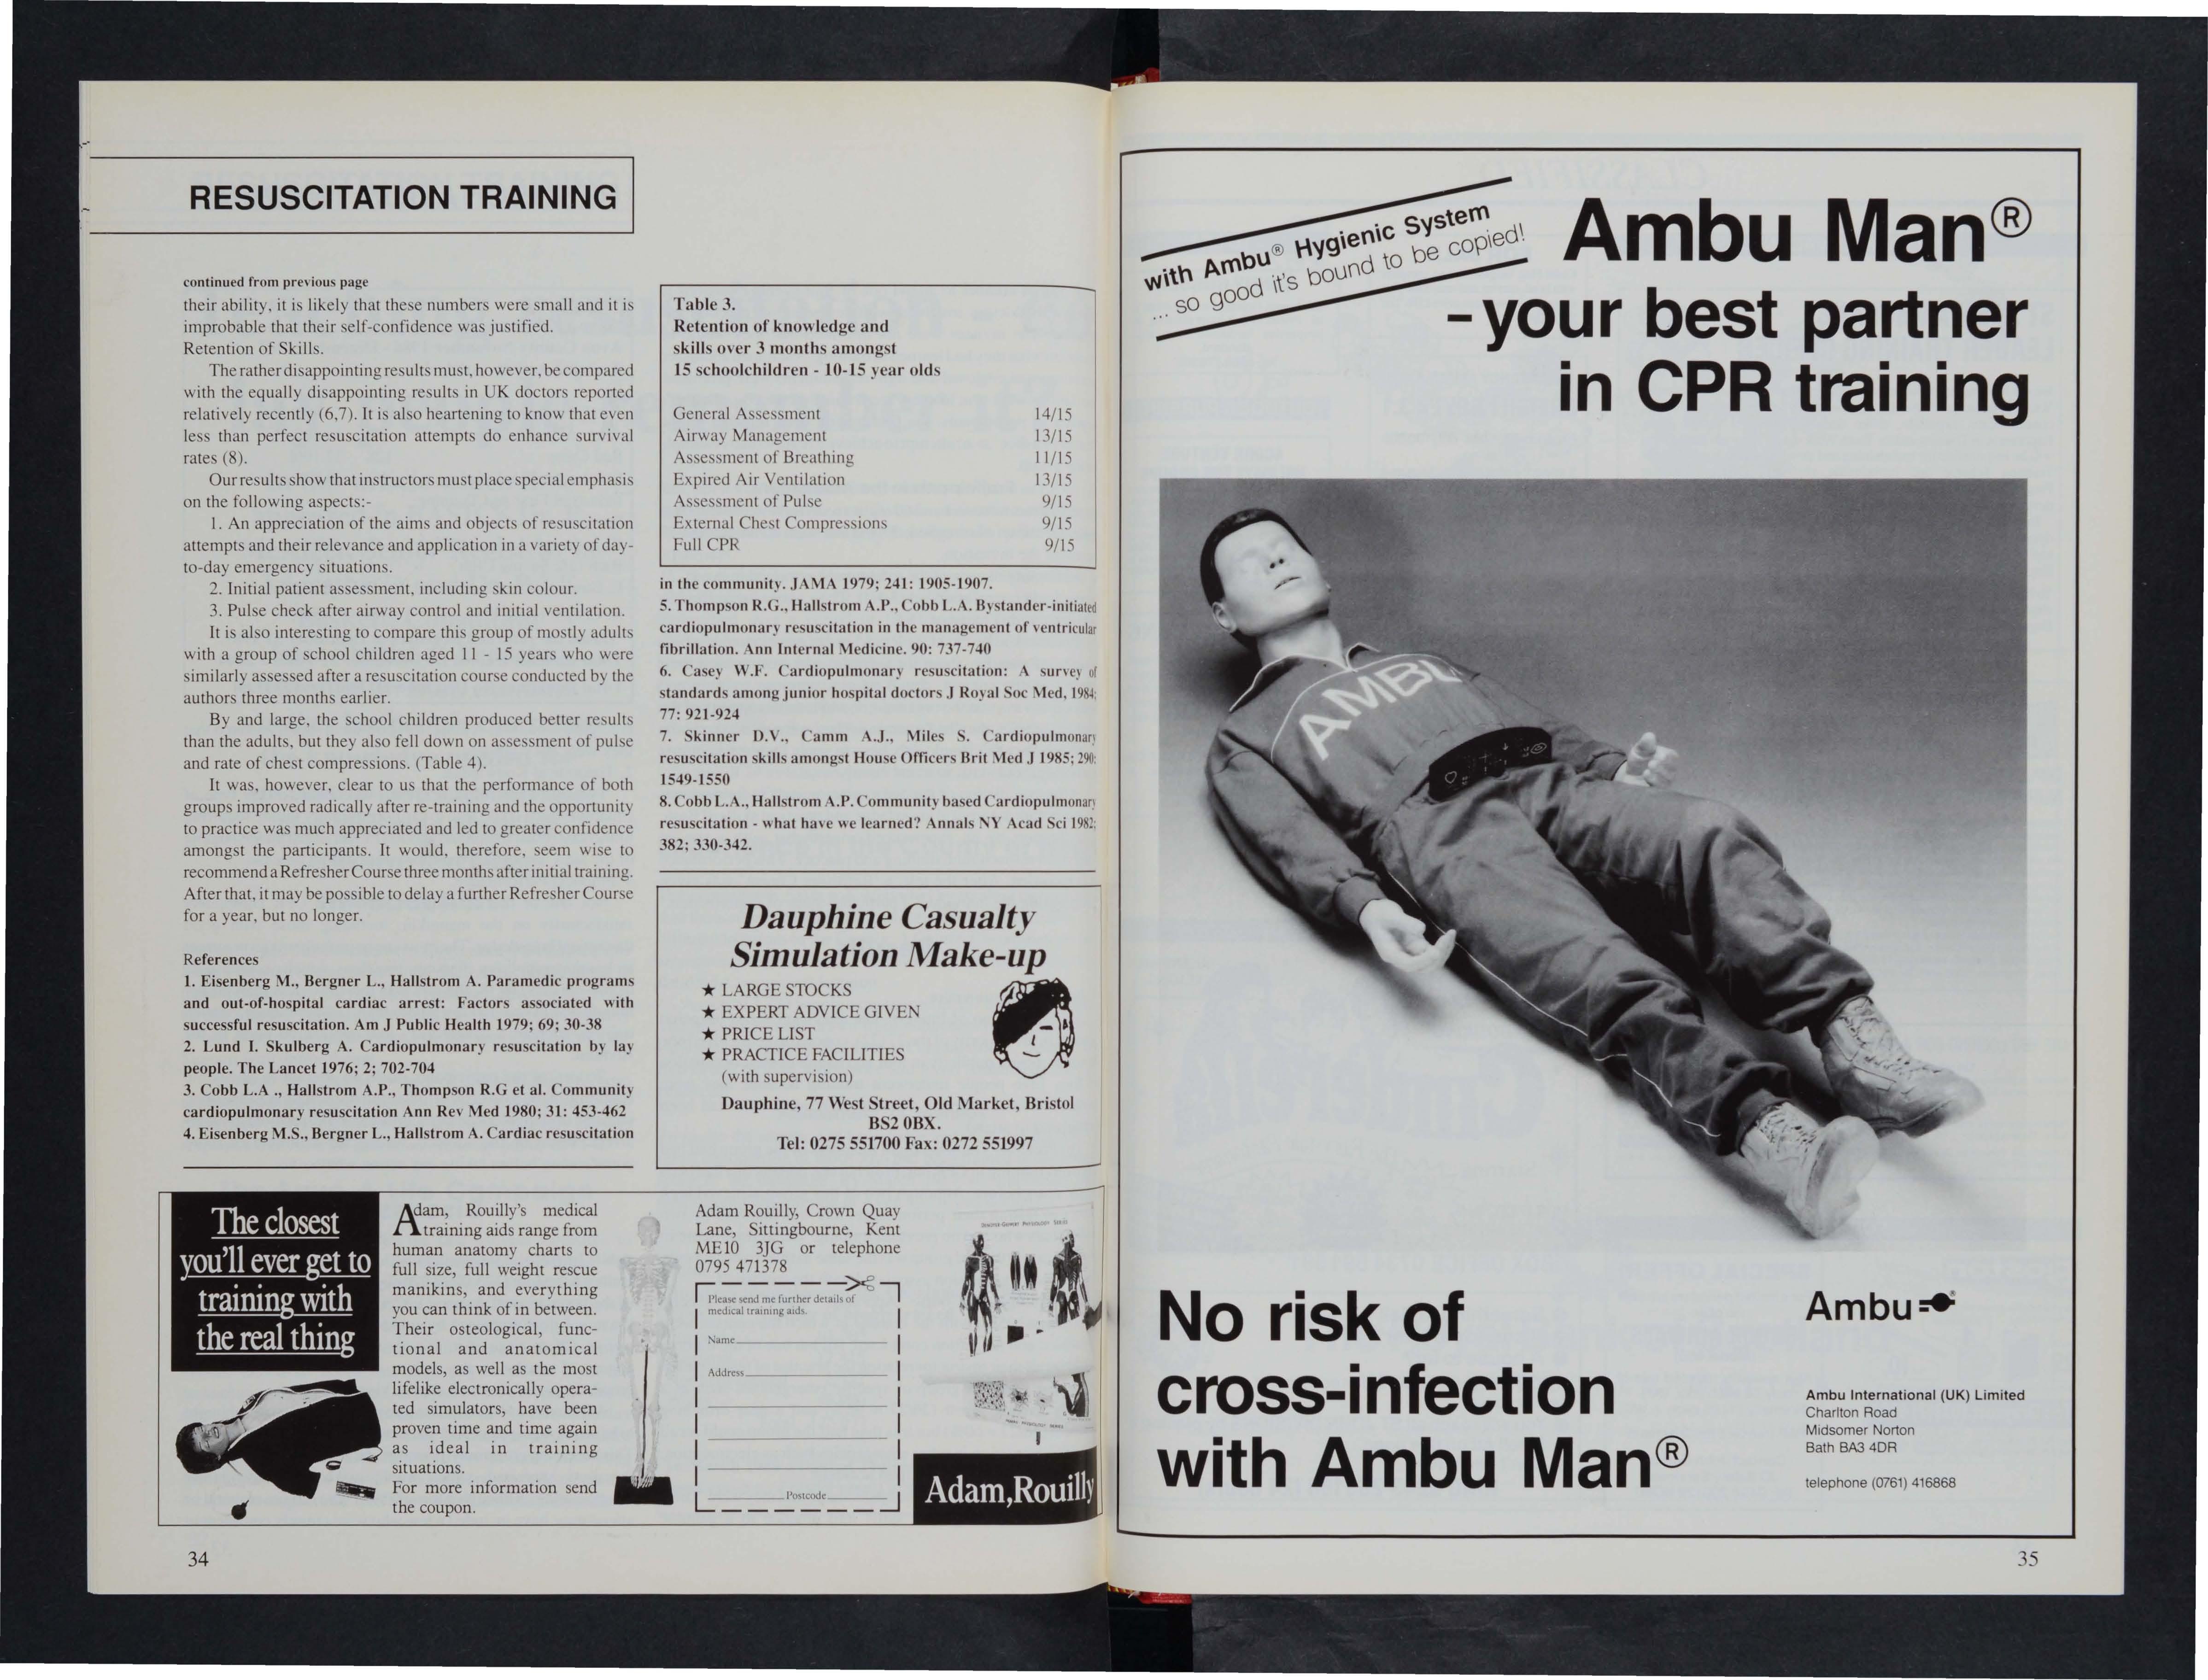 RESUSCITATION TRAINING
continued from previous page
their ability, it is likely that these numbers were small and it is
improbable that their self-confidence was justified.
Retention of Skills.
The rather disappointing results must, however, be compared
with the equally disappointing results in UK doctors reported
relatively recently (6,7). It is also heartening to know that even
less than perfect resuscitation attempts do enhance survival
rates (8).
Our results show that instructors must place special emphasis
on the following aspects:-
1. An appreciation of the aims and objects of resuscitation
attempts and their relevance and application in a variety of day-
to-day emergency situations.
2. Initial patient assessment, including skin colour.
3. Pulse check after airway control and initial ventilation.
It is also interesting to compare this group of mostly adults
with a group of school children aged 11 - 15 years who were
similarly assessed after a resuscitation course conducted by the
authors three months earlier.
By and large, the school children produced better results
than the adults, but they also fell down on assessment of pulse
and rate of chest compressions. (Table 4).
It was, however, clear to us that the performance of both
groups improved radically after re-training and the opportunity
to practice was much appreciated and led to greater confidence
amongst the participants. It would, therefore, seem wise to
recommend a Refresher Course three months after initial training.
After that, it may be possible to delay a further Refresher Course
for a year, but no longer.
References
1. Eisenberg M., Bergner L., Hallstrom A. Paramedic programs
and out-of-hospital cardiac arrest: Factors associated with
successful resuscitation. Am J Public Health 1979; 69; 30-38
2. Lund I. Skulberg A. Cardiopulmonary resuscitation by lay
people. The Lancet 1976; 2; 702-704
3. Cobb L.A ., Hallstrom A.P., Thompson R.G et al. Community
cardiopulmonary resuscitation Ann Rev Med 1980; 31: 453-462
4. Eisenberg M.S., Bergner L., Hallstrom A. Cardiac resuscitation
Table 3.
Retention of knowledge and
skills over 3 months amongst
15 schoolchildren - 10-15 year olds
General Assessment 14/15
Airway Management 13/15
Assessment of Breathing 11/15
Expired Air Ventilation 13/15
Assessment of Pulse 9/15
External Chest Compressions 9/15
Full CPR 9/15
in the community. JAMA 1979; 241: 1905-1907.
5. Thompson R.G., Hallstrom A.P., Cobb L.A. Bystander-initiated
cardiopulmonary resuscitation in the management of ventricular
fibrillation. Ann Internal Medicine. 90: 737-740
6. Casey W.F. Cardiopulmonary resuscitation: A survey of
standards among junior hospital doctors J Royal Soc Med, 1984;
77: 921-924
7. Skinner D.V., Camm A.J., Miles S. Cardiopulmonary
resuscitation skills amongst House Officers Brit Med J 1985; 290:
1549-1550
8. Cobb L.A., Hallstrom A.P. Community based Cardiopulmonary
resuscitation - what have we learned? Annals NY Acad Sci 1982;
382; 330-342.
Dauphine Casualty
Simulation Make-up
★ LARGE STOCKS
★ EXPERT ADVICE GIVEN
★ PRICE LIST
★ PRACTICE FACILITIES
(with supervision)
Dauphine, 77 West Street, Old Market, Bristol
BS2 0BX.
Tel: 0275 551700 Fax: 0272 551997
The closest
you'll ever get to
training with
the real thing
Adam, Rouilly's medical
training aids range from
human anatomy charts to
full size, full weight rescue
manikins, and everything
you can think of in between.
Their osteological, func-
tional and anatomical
models, as well as the most
lifelike electronically opera-
ted simulators, have been
proven time and time again
as ideal in training
situations.
For more information send
the coupon.
Adam Rouilly, Crown Quay
Lane, Sittingbourne, Kent
ME10 3JG or telephone
0795 471378
Please send me further details of
medical training aids.
Name
Address
Postcode
Adam,Rouilly
34
with Ambu® Hygienic System
... so good it's bound to be copied!
Ambu Man®
- your best partner
in CPR training
AMBU
No risk of
cross-infection
with Ambu Man®
Ambu
Ambu International (UK) Limited
Charlton Road
Midsomer Norton
Bath BA3 4DR
telephone (0761) 416868
35